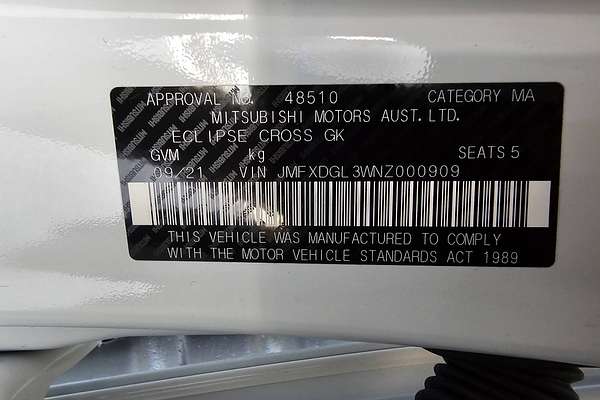 APPROVAL NO. 48510 CATEGORY MA
MITSUBISHI MOTORS AUST. LTD.
ECLIPSE CROSS GK
GVM kg SEATS 5
09/21 VIN JMFXDGL3WNZ000909
THIS VEHICLE WAS MANUFACTURED TO COMPLY
WITH THE MOTOR VEHICLE STANDARDS ACT 1989